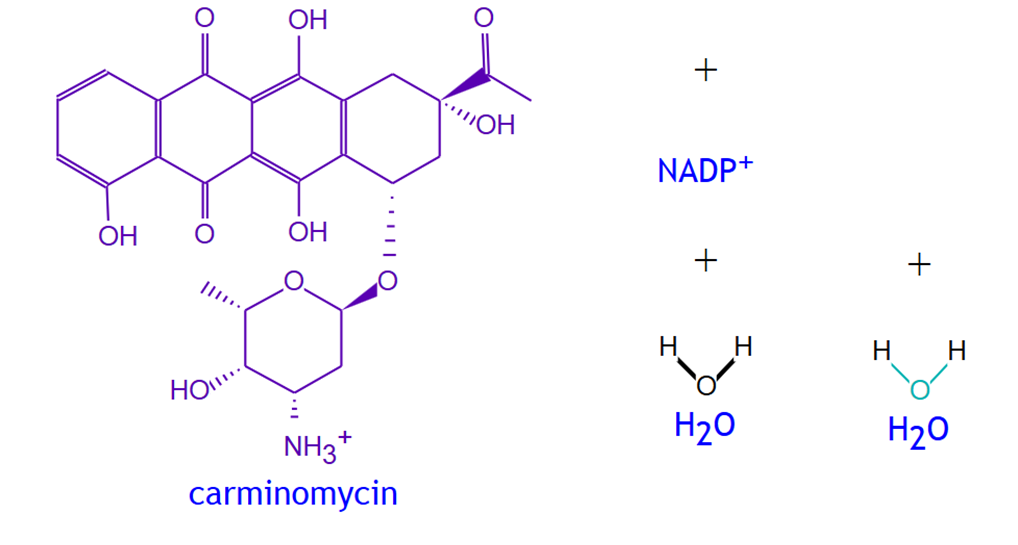 O OH O
+
OH
NADP+
OH O OH
+ +
O O
H H H H
HO
O O
H2O H2O
NH3+
carminomycin